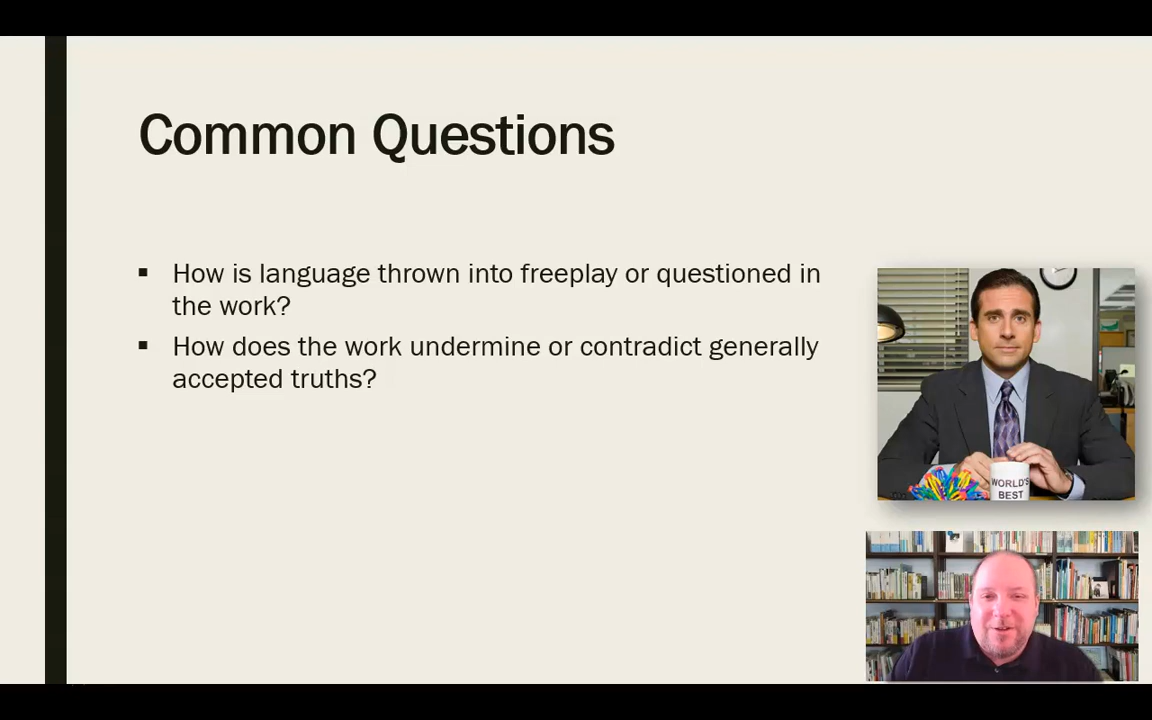 Common Questions
▪ How is language thrown into freeplay or questioned in
the work?
▪ How does the work undermine or contradict generally
accepted truths?
WORLD'S
BEST